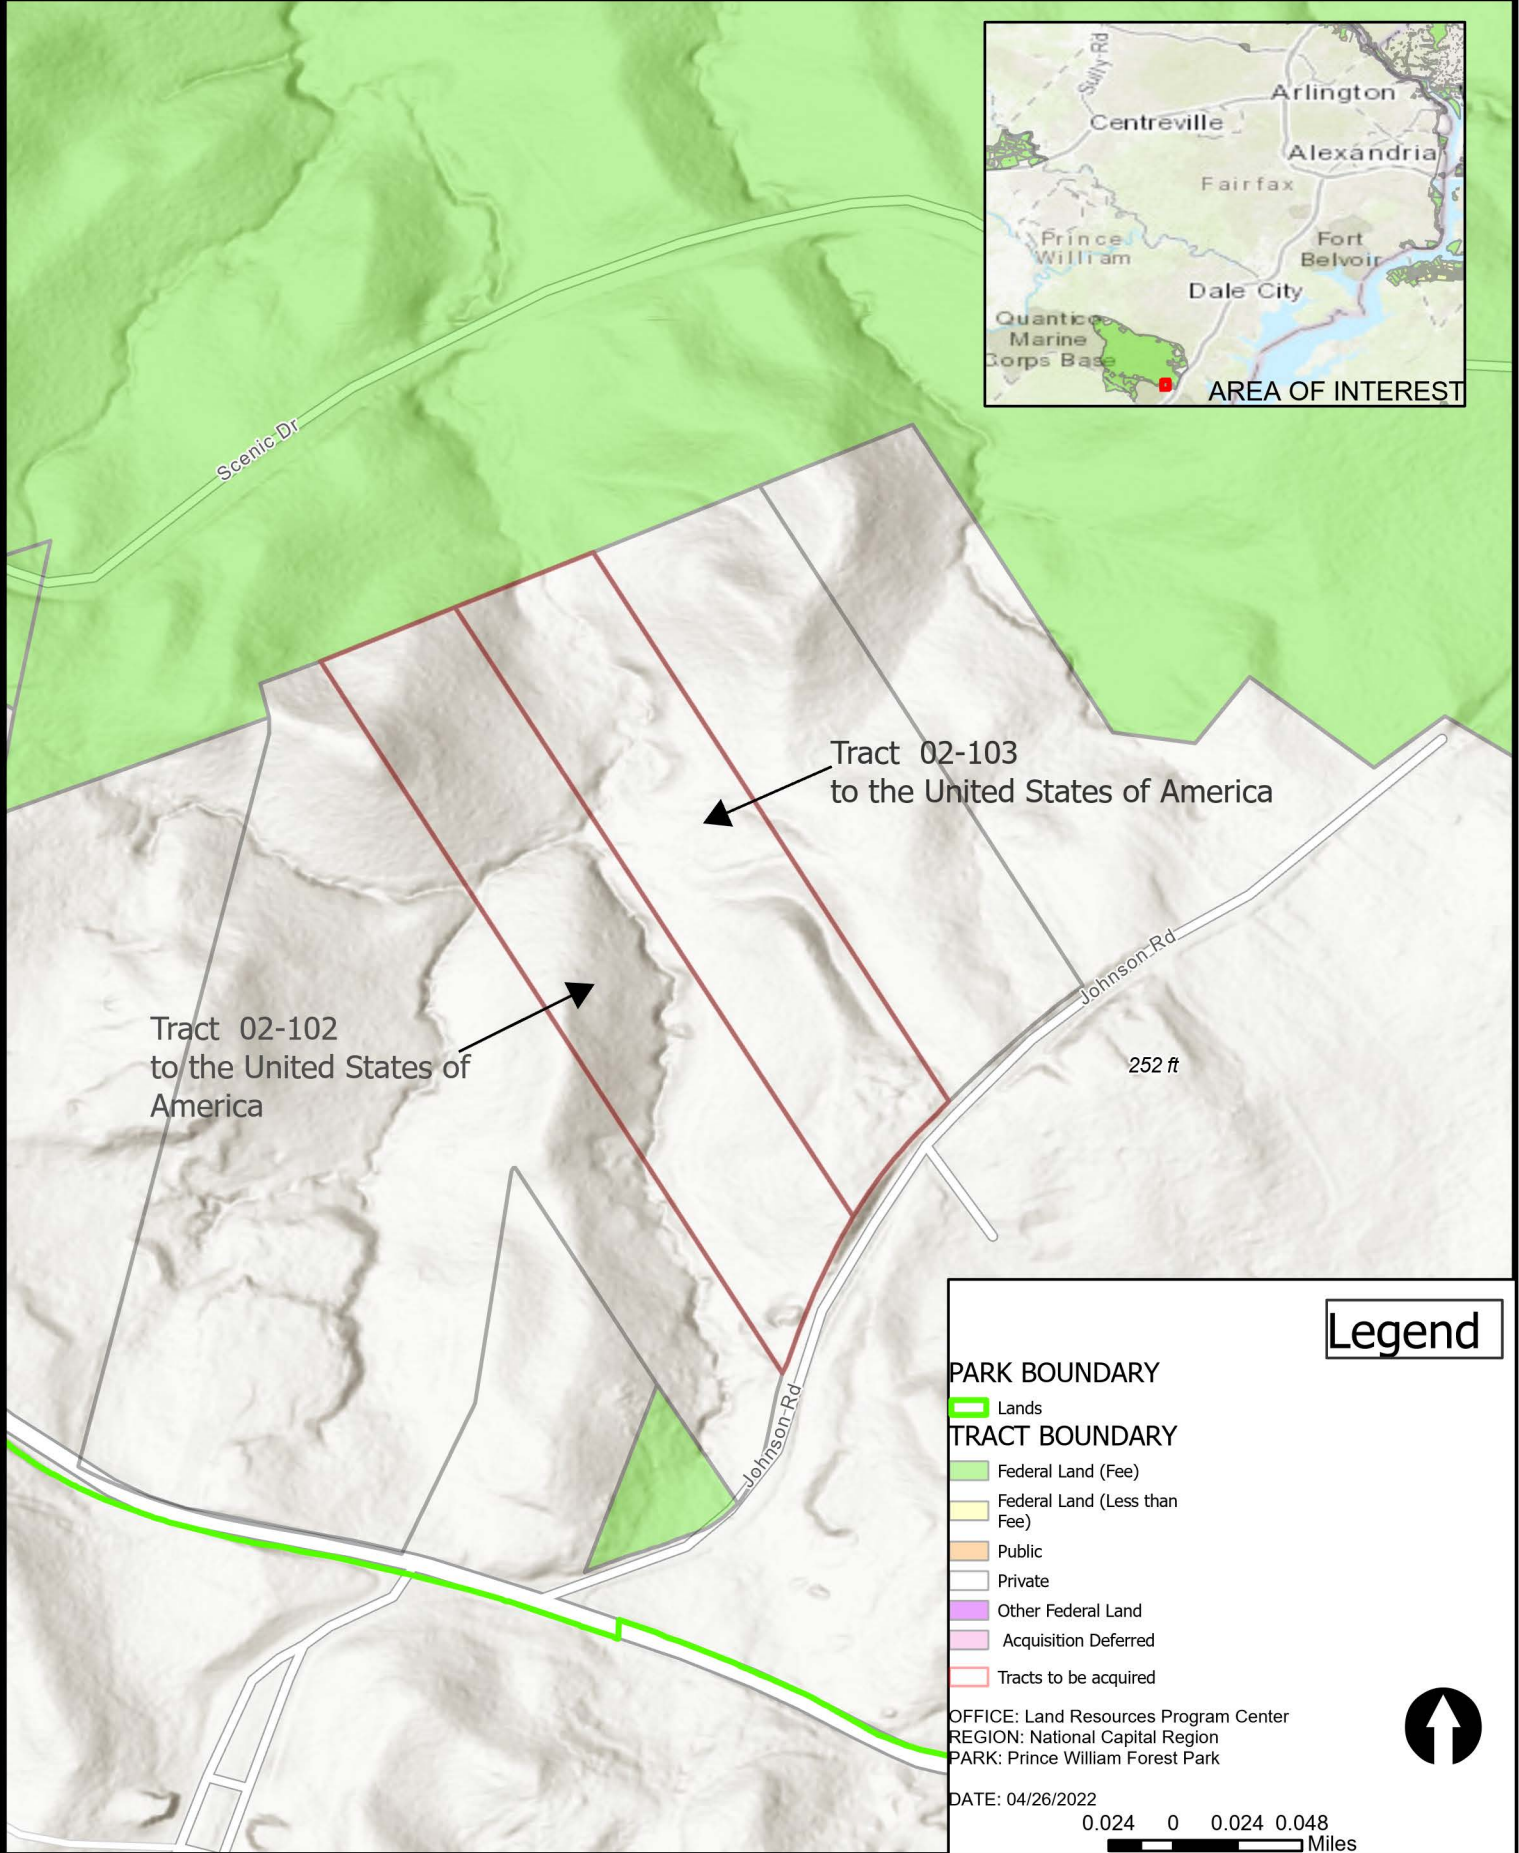 Sully Rd
Arlington
Centreville
Alexandria
Fairfax
Prince
William
Fort
Belvoir
Dale City
Quantico
Marine
Corps Base
AREA OF INTEREST
Scenic Dr
Tract 02-103
to the United States of America
Johnson Rd
Tract 02-102
to the United States of
America
252 ft
Johnson Rd
Legend
PARK BOUNDARY
Lands
TRACT BOUNDARY
Federal Land (Fee)
Federal Land (Less than
Fee)
Public
Private
Other Federal Land
Acquisition Deferred
Tracts to be acquired
OFFICE: Land Resources Program Center
REGION: National Capital Region
PARK: Prince William Forest Park
DATE: 04/26/2022
0.024 0 0.024 0.048
Miles